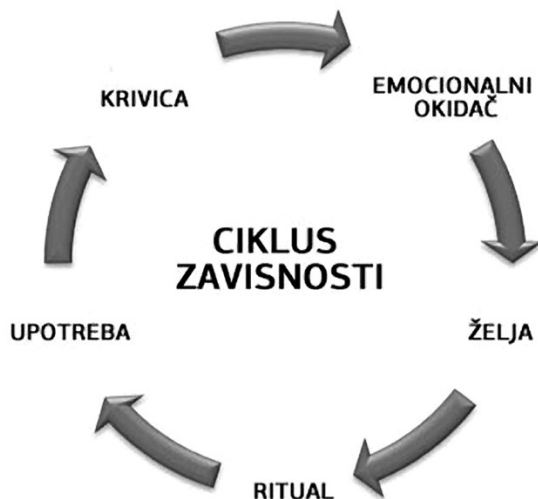 KRIVICA
EMOCIONALNI
OKIDAČ
CIKLUS
ZAVISNOSTI
UPOTREBA
ŽELJA
RITUAL